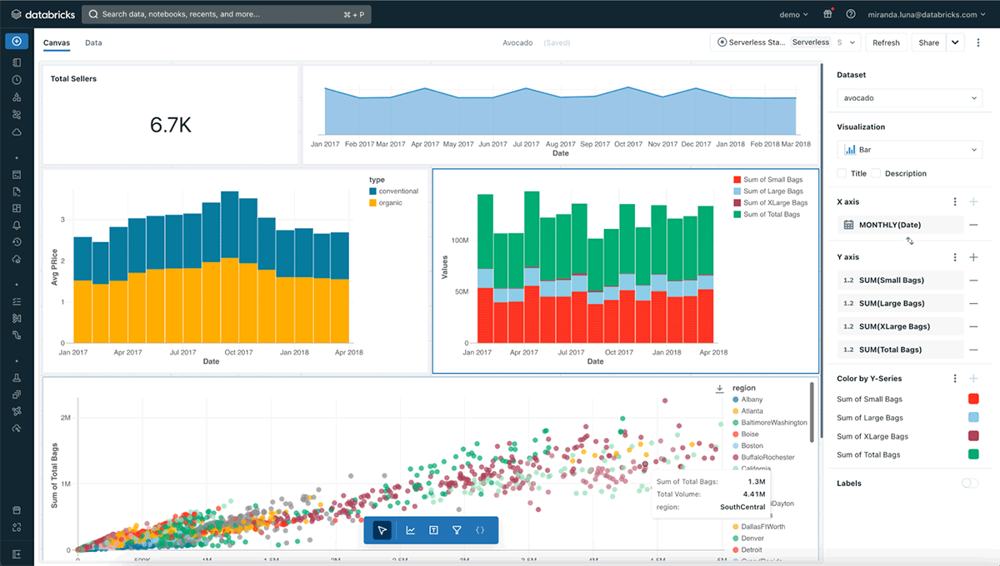 databricks
Search data, notebooks, recents, and more...
⌘ + P
demo
miranda.luna@databricks.com
Canvas
Data
Avocado
(Saved)
Serverless Sta...
Serverless
S
Refresh
Share
Total Sellers
6.7K
Jan 2017 Feb 2017 Mar 2017 Apr 2017 May 2017 Jun 2017 Jul 2017 Aug 2017 Sep 2017 Oct 2017 Nov 2017 Dec 2017 Jan 2018 Feb 2018 Mar 2018
Date
type
conventional
organic
Avg PRice
3
2
1
0
Jan 2017 Apr 2017 Jul 2017 Oct 2017 Jan 2018 Apr 2018
Date
Sum of Small Bags
Sum of Large Bags
Sum of XLarge Bags
Sum of Total Bags
Values
100M
50M
0
Jan 2017 Apr 2017 Jul 2017 Oct 2017 Jan 2018 Apr 2018
Date
Sum of Total Bags
2M
1M
0
0 500K 1M
region
Albany
Atlanta
BaltimoreWashington
Boise
Boston
BuffaloRochester
California
Dayton
DallasFtWorth
Denver
Detroit
Sum of Total Bags: 1.3M
Total Volume: 4.41M
region: SouthCentral
Dataset
avocado
Visualization
Bar
Title
Description
X axis
MONTHLY(Date)
Y axis
1.2 SUM(Small Bags)
1.2 SUM(Large Bags)
1.2 SUM(XLarge Bags)
1.2 SUM(Total Bags)
Color by Y-Series
Sum of Small Bags
Sum of Large Bags
Sum of XLarge Bags
Sum of Total Bags
Labels